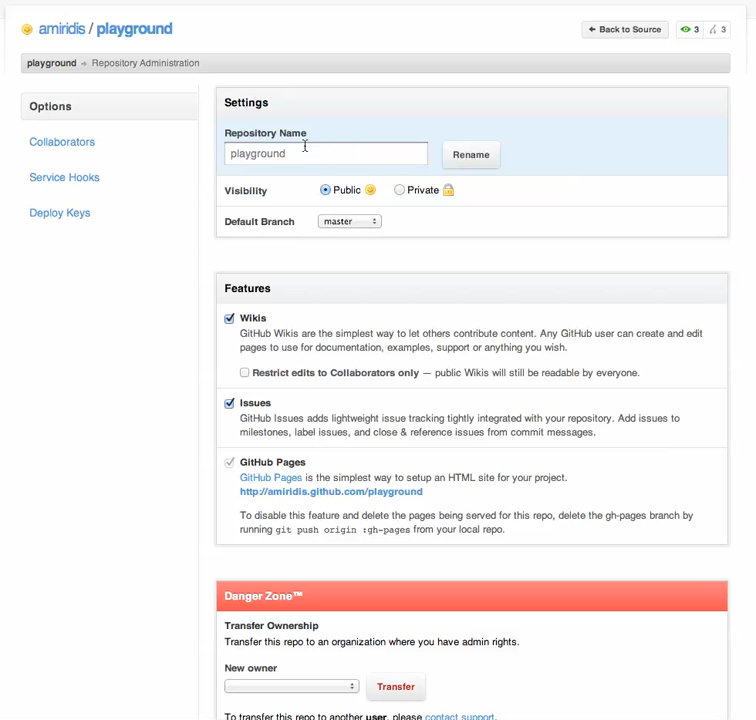 amiridis / playground
Back to Source
3
3
playground
Repository Administration
Options
Collaborators
Service Hooks
Deploy Keys
Settings
Repository Name
playground
Rename
Visibility
Public
Private
Default Branch
master
Features
Wikis
GitHub Wikis are the simplest way to let others contribute content. Any GitHub user can create and edit
pages to use for documentation, examples, support or anything you wish.
Restrict edits to Collaborators only — public Wikis will still be readable by everyone.
Issues
GitHub Issues adds lightweight issue tracking tightly integrated with your repository. Add issues to
milestones, label issues, and close & reference issues from commit messages.
GitHub Pages
GitHub Pages is the simplest way to setup an HTML site for your project.
http://amiridis.github.com/playground
To disable this feature and delete the pages being served for this repo, delete the gh-pages branch by
running git push origin :gh-pages from your local repo.
Danger Zone™
Transfer Ownership
Transfer this repo to an organization where you have admin rights.
New owner
Transfer
To transfer this repo to another user, please contact support.